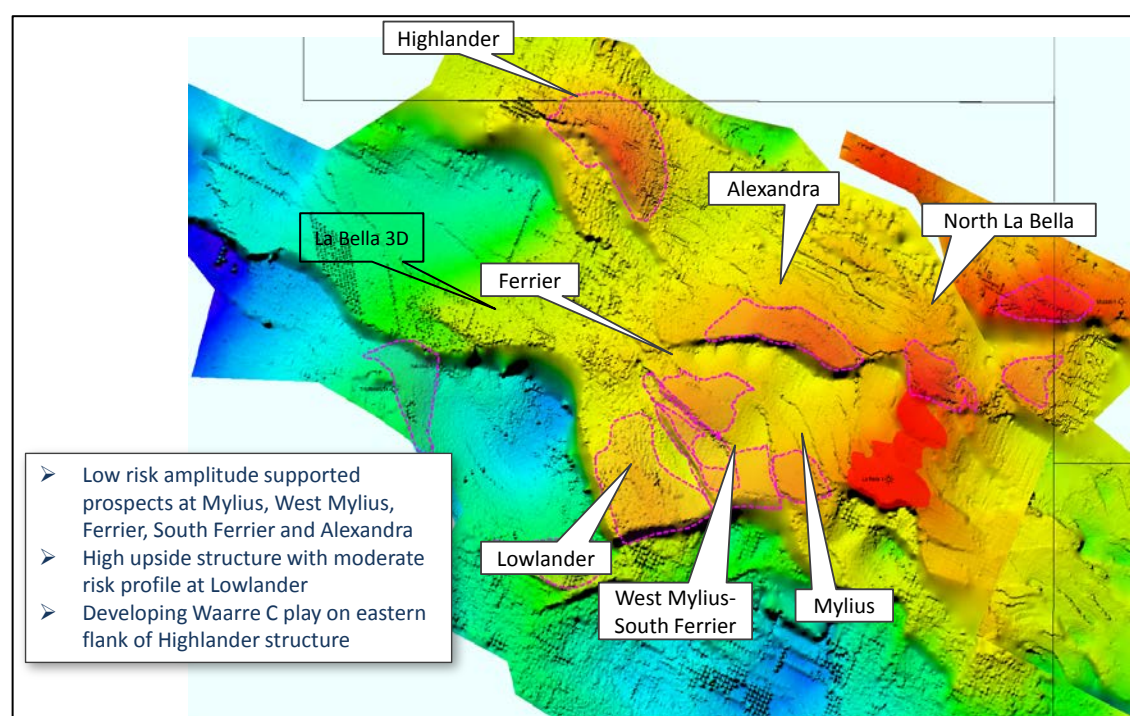 Highlander
Alexandra
North La Bella
La Bella 3D
Ferrier
➢ Low risk amplitude supported
prospects at Mylius, West Mylius,
Ferrier, South Ferrier and Alexandra
➢ High upside structure with moderate
risk profile at Lowlander
➢ Developing Waarre C play on eastern
flank of Highlander structure
Lowlander
West Mylius-
South Ferrier
Mylius